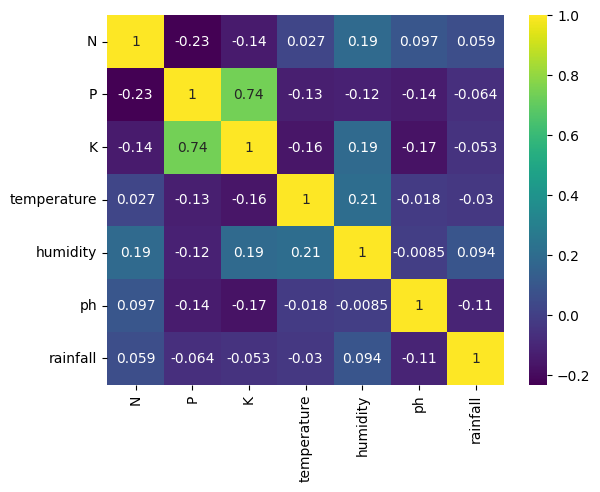 N 1 -0.23 -0.14 0.027 0.19 0.097 0.059
P -0.23 1 0.74 -0.13 -0.12 -0.14 -0.064
K -0.14 0.74 1 -0.16 0.19 -0.17 -0.053
temperature 0.027 -0.13 -0.16 1 0.21 -0.018 -0.03
humidity 0.19 -0.12 0.19 0.21 1 -0.0085 0.094
ph 0.097 -0.14 -0.17 -0.018 -0.0085 1 -0.11
rainfall 0.059 -0.064 -0.053 -0.03 0.094 -0.11 1
N P K temperature humidity ph rainfall
1.0
0.8
0.6
0.4
0.2
0.0
−0.2